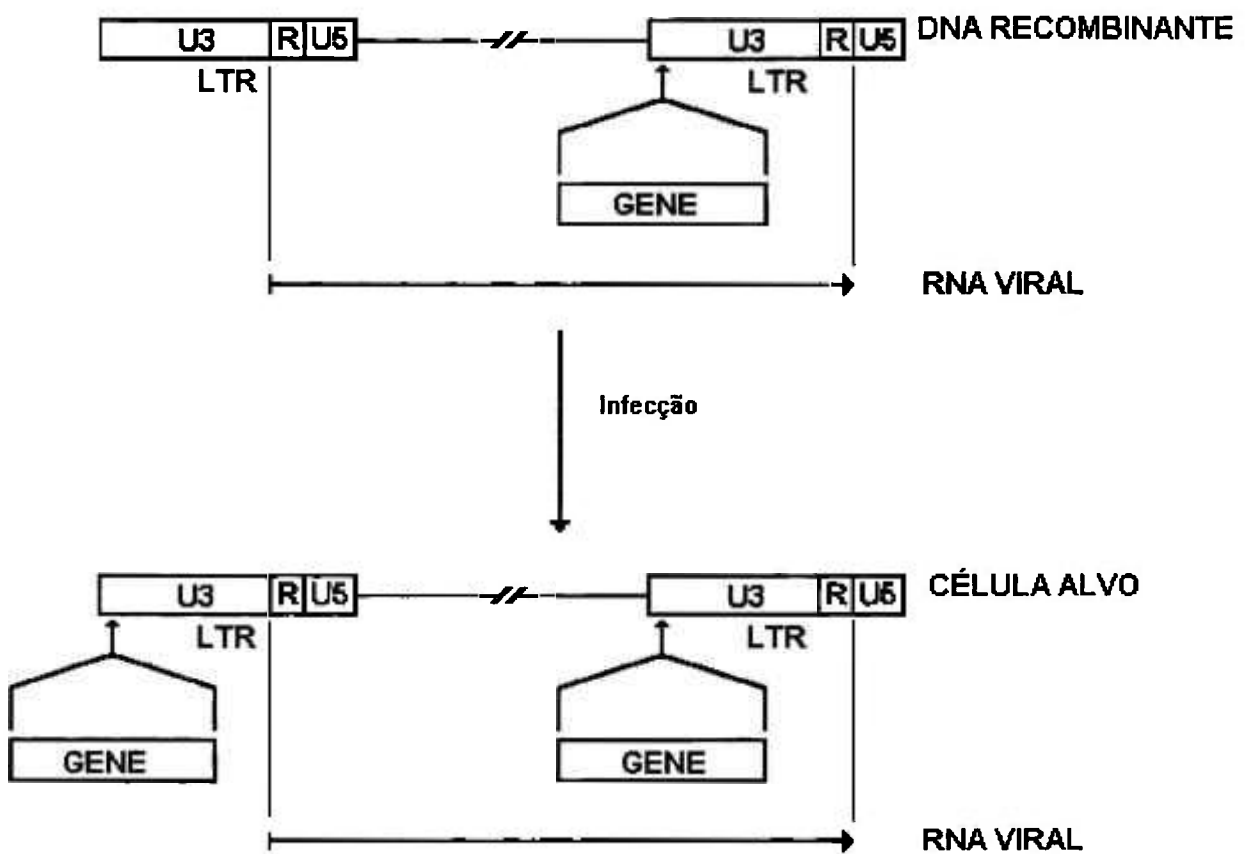 U3 R U5 U3 R U5 DNA RECOMBINANTE
LTR LTR
GENE
RNA VIRAL
Infecção
U3 R U5 U3 R U5 CÉLULA ALVO
LTR LTR
GENE GENE
RNA VIRAL